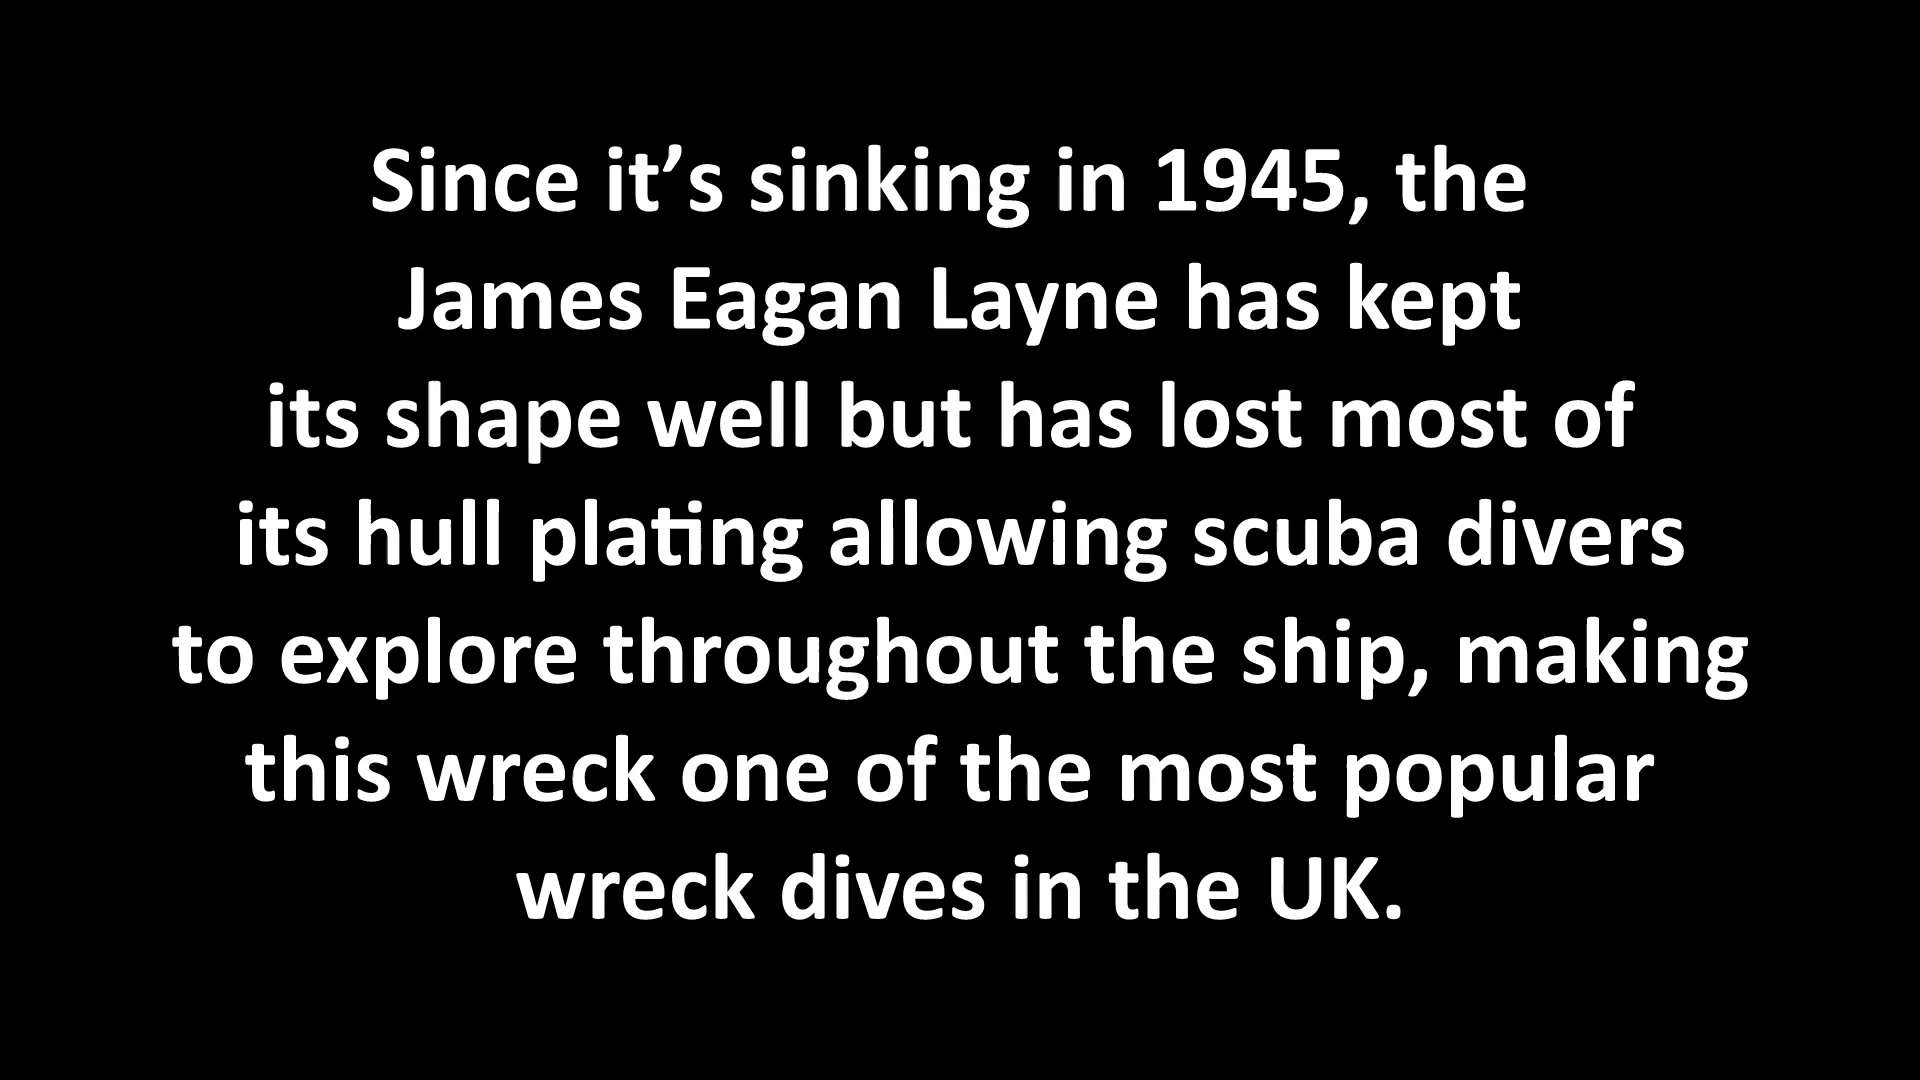 Since it’s sinking in 1945, the
James Eagan Layne has kept
its shape well but has lost most of
its hull plating allowing scuba divers
to explore throughout the ship, making
this wreck one of the most popular
wreck dives in the UK.